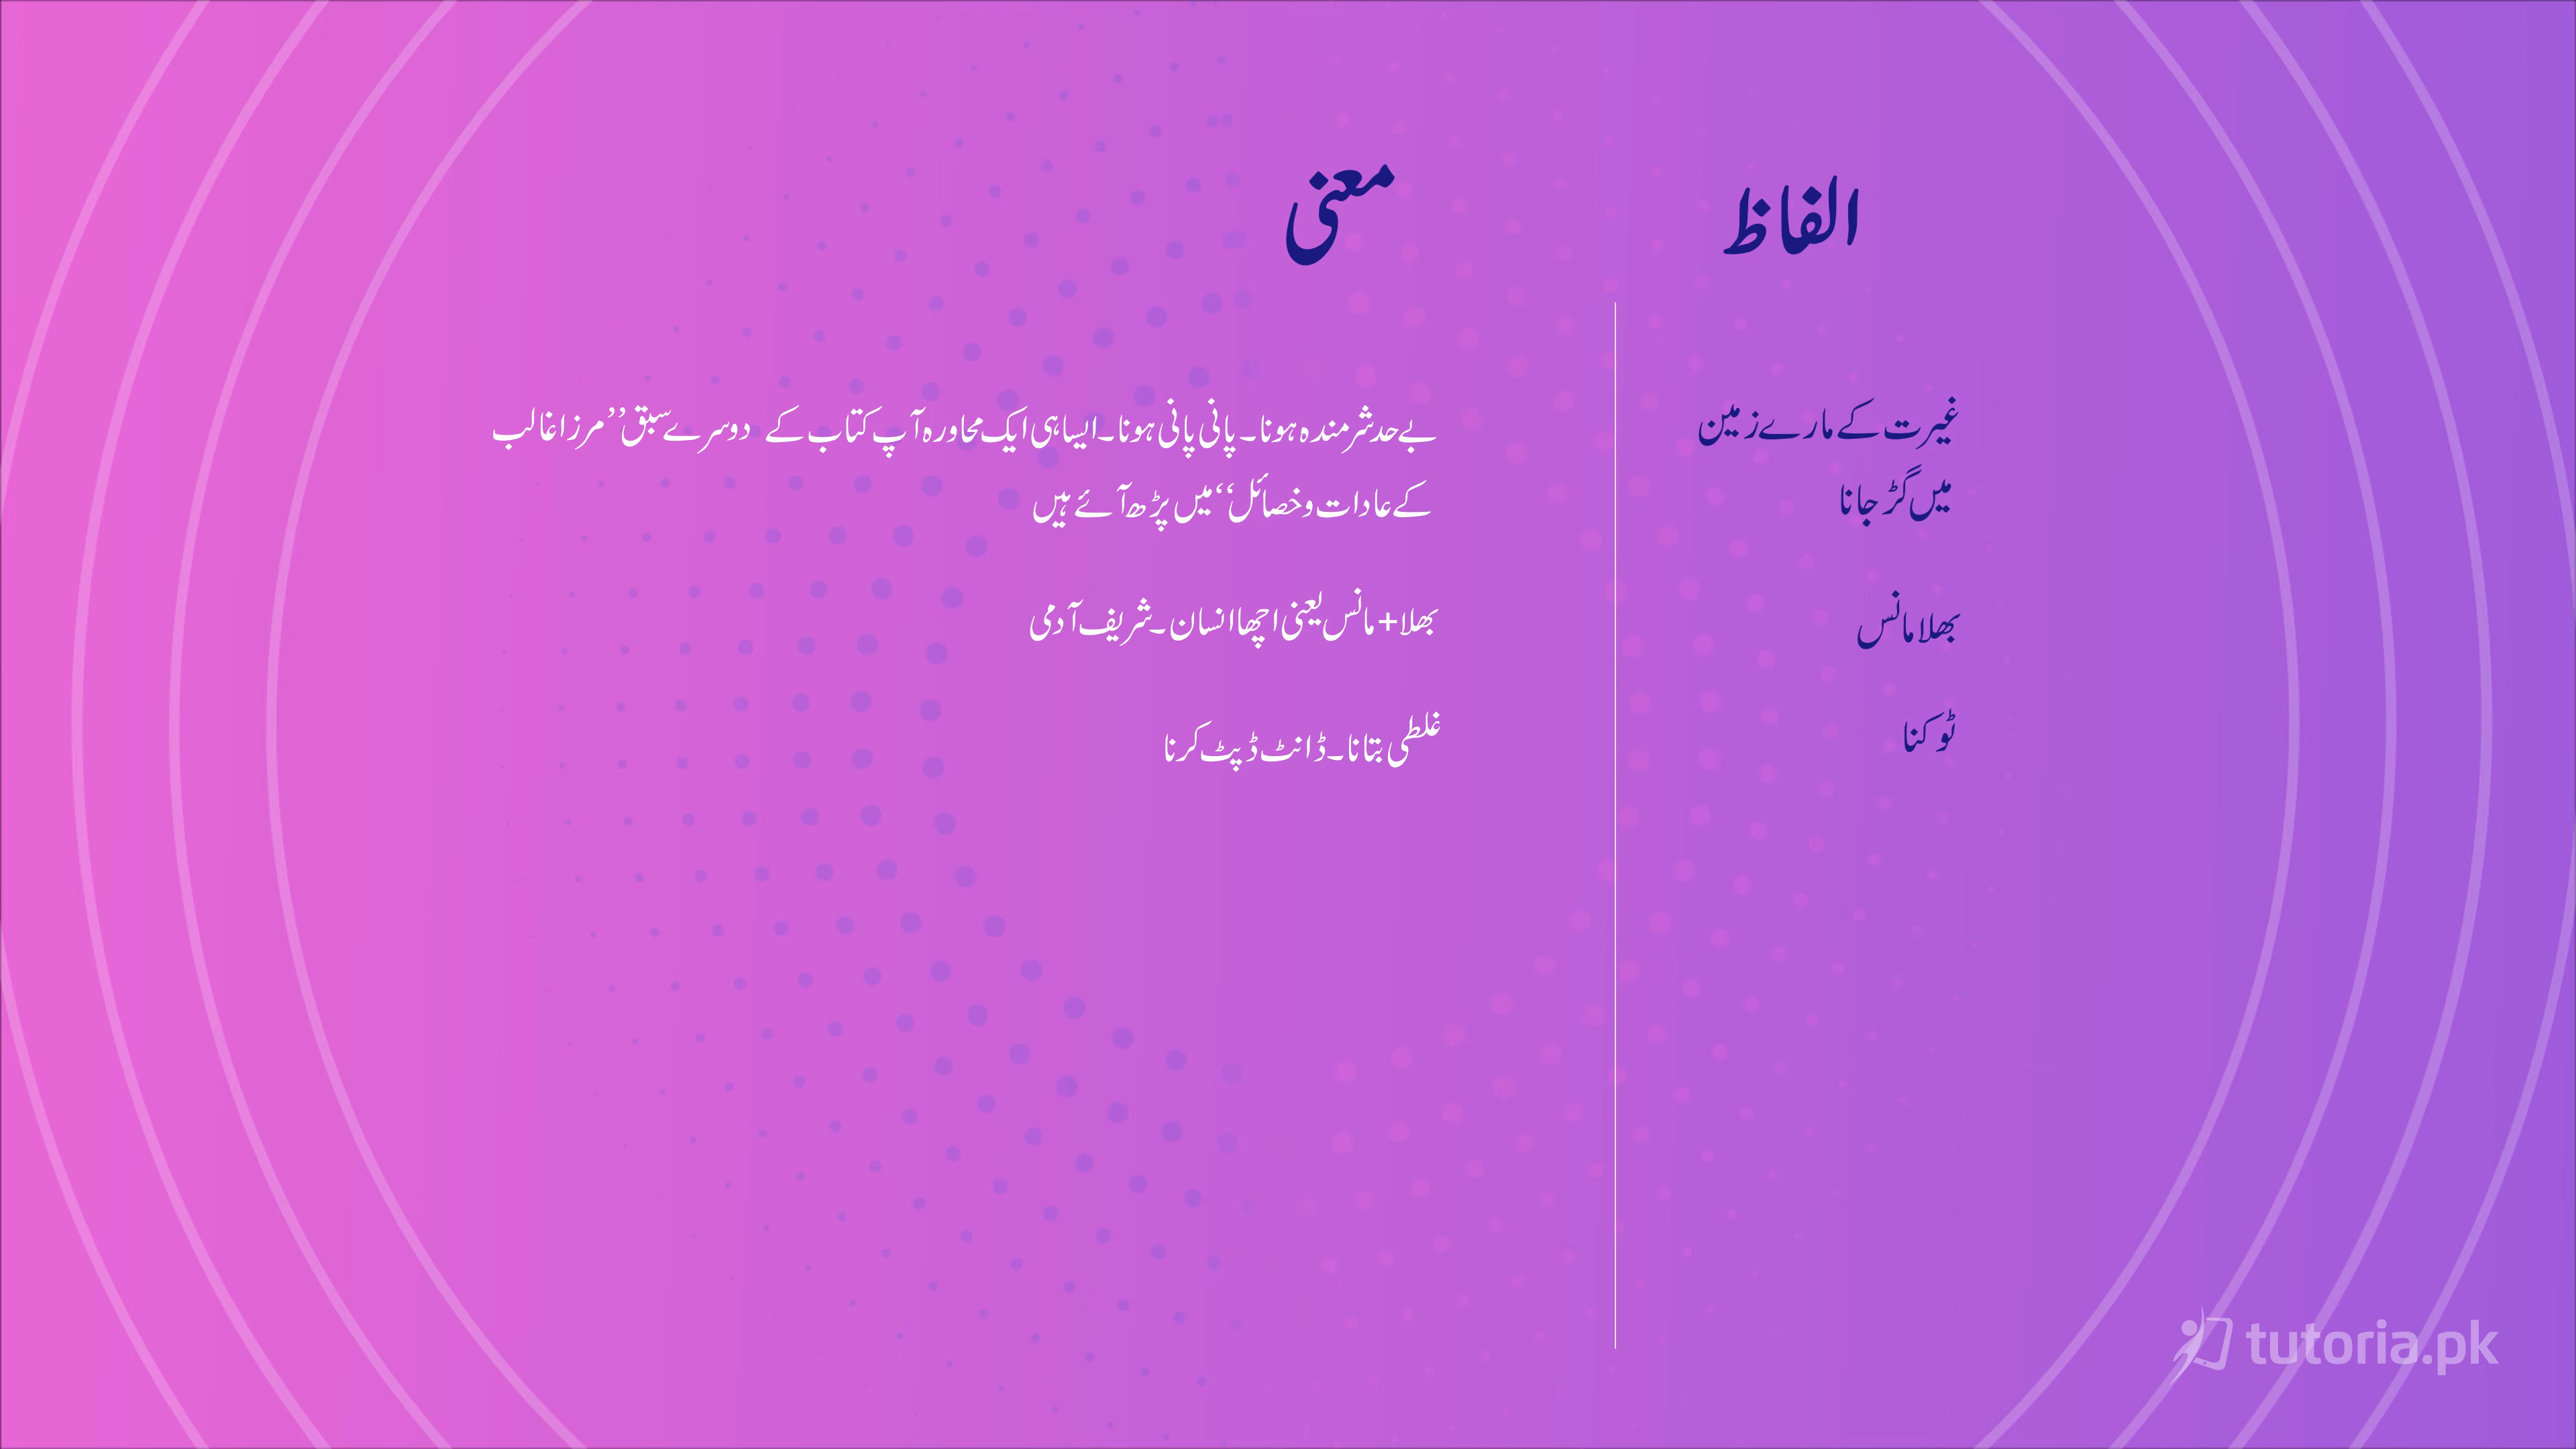 الفاظ
معنی
غیرت کے مارے زمین
میں گڑ جانا
بے حد شرمندہ ہونا۔ پانی پانی ہونا۔ ایسا ہی ایک محاورہ آپ کتاب کے دوسرے سبق ’’مرزا غالب
کے عادات و خصائل‘‘ میں پڑھ آئے ہیں
بھلا مانس
بھلا+مانس یعنی اچھا انسان۔ شریف آدمی
ٹوکنا
غلطی بتانا۔ ڈانٹ ڈپٹ کرنا
tutoria.pk